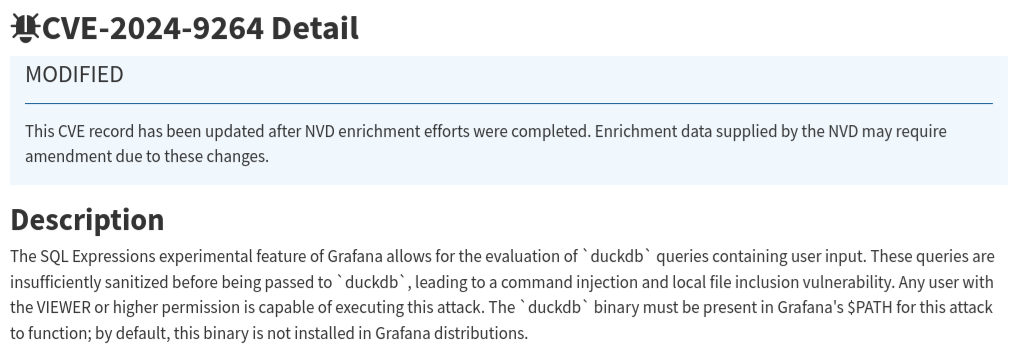 CVE-2024-9264 Detail
MODIFIED
This CVE record has been updated after NVD enrichment efforts were completed. Enrichment data supplied by the NVD may require
amendment due to these changes.
Description
The SQL Expressions experimental feature of Grafana allows for the evaluation of `duckdb` queries containing user input. These queries are
insufficiently sanitized before being passed to `duckdb`, leading to a command injection and local file inclusion vulnerability. Any user with
the VIEWER or higher permission is capable of executing this attack. The `duckdb` binary must be present in Grafana's $PATH for this attack
to function; by default, this binary is not installed in Grafana distributions.